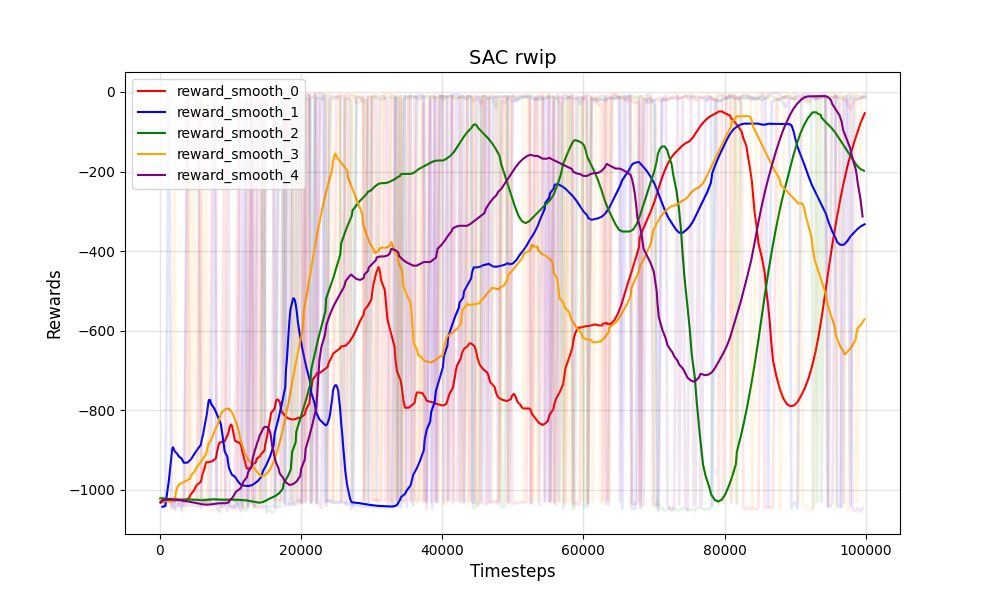 SAC rwip
reward_smooth_0
reward_smooth_1
reward_smooth_2
reward_smooth_3
reward_smooth_4
Rewards
0
−200
−400
−600
−800
−1000
0
20000
40000
60000
80000
100000
Timesteps